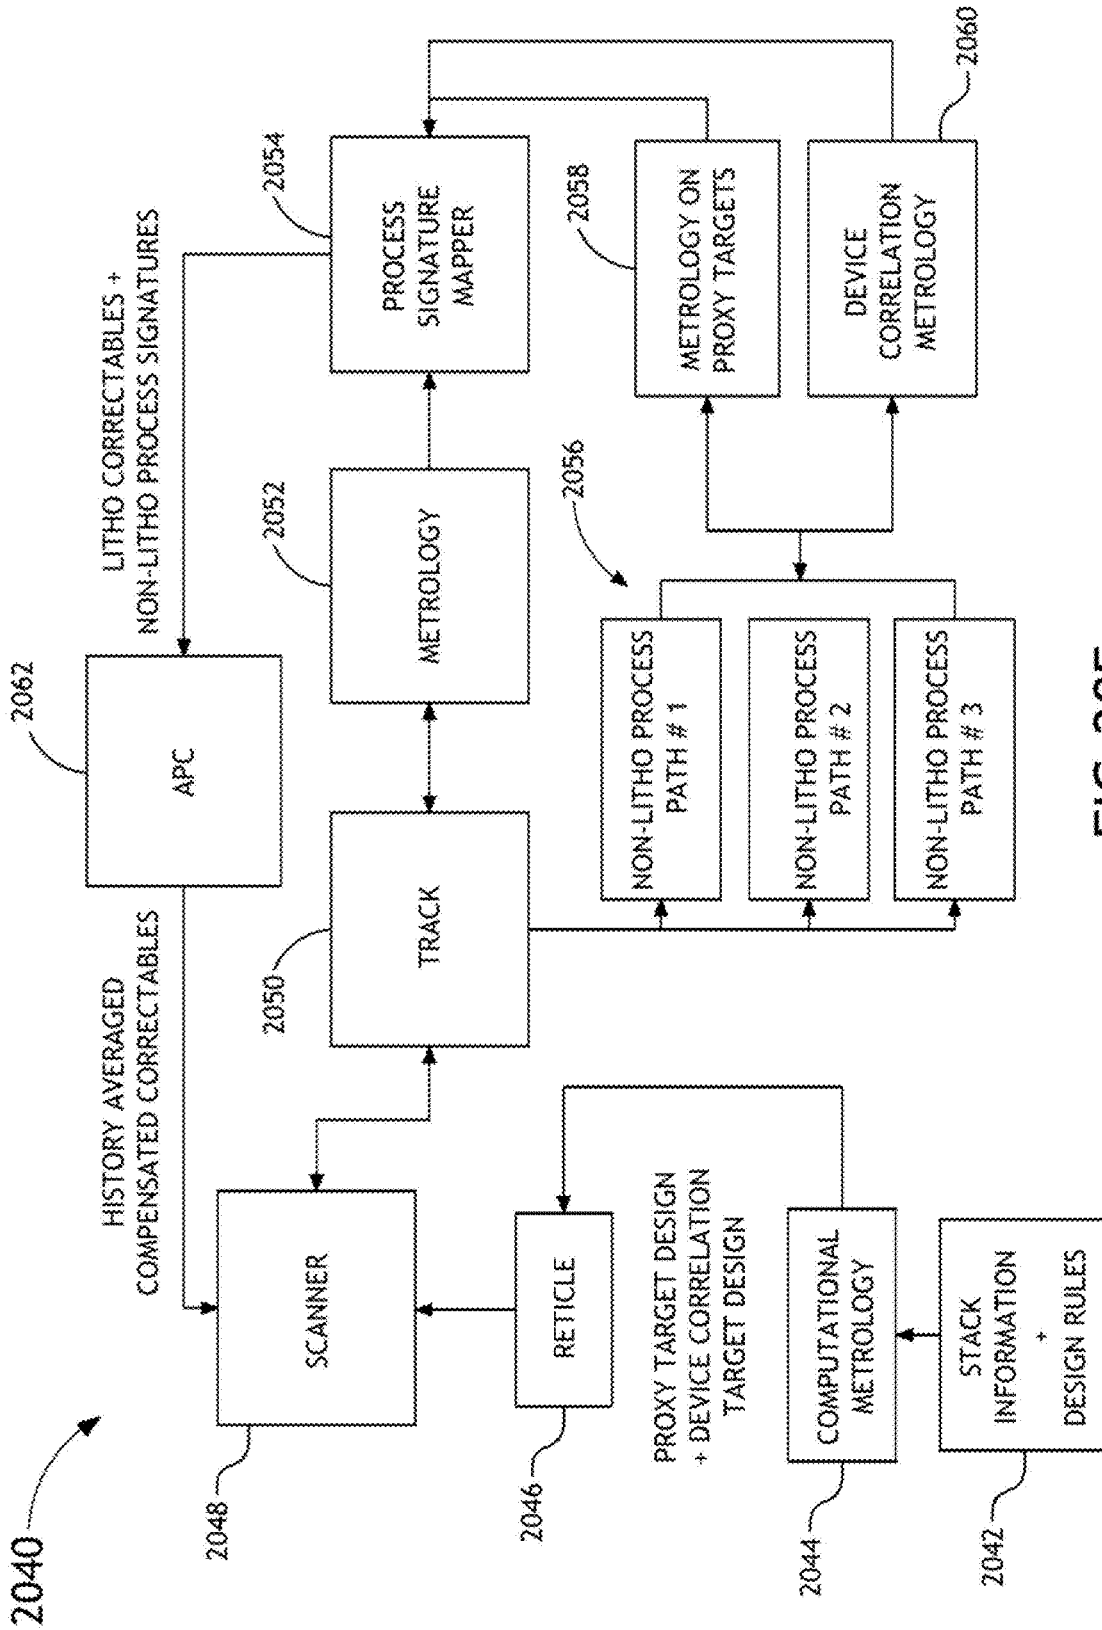 2040
HISTORY AVERAGED
COMPENSATED CORRECTABLES
2062
APC
LITHO CORRECTABLES +
NON-LITHO PROCESS SIGNATURES
2048
SCANNER
2050
TRACK
2052
METROLOGY
2054
PROCESS
SIGNATURE
MAPPER
2046
RETICLE
PROXY TARGET DESIGN
+ DEVICE CORRELATION
TARGET DESIGN
2044
COMPUTATIONAL
METROLOGY
2042
STACK
INFORMATION
+
DESIGN RULES
2056
NON-LITHO PROCESS
PATH # 1
NON-LITHO PROCESS
PATH # 2
NON-LITHO PROCESS
PATH # 3
2058
METROLOGY ON
PROXY TARGETS
2060
DEVICE
CORRELATION
METROLOGY